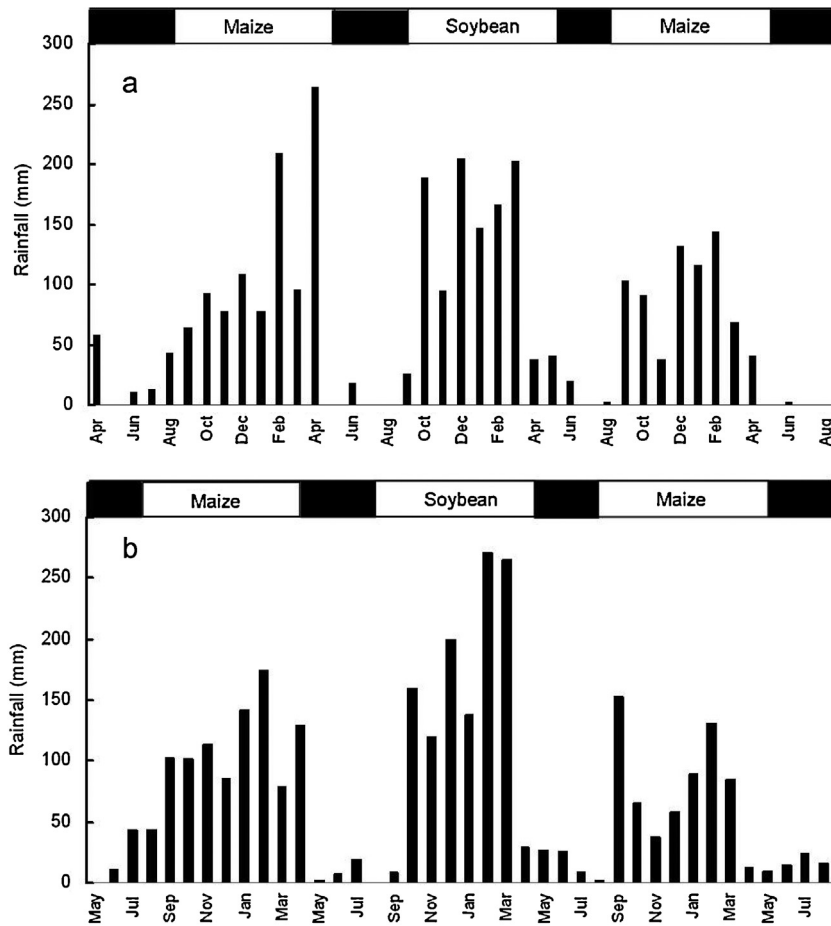 Maize Soybean Maize
300
a
250
200
150
100
50
0
Rainfall (mm)
Apr Jun Aug Oct Dec Feb Apr Jun Aug Oct Dec Feb Apr Jun Aug Oct Dec Feb Apr Jun Aug
Maize Soybean Maize
300
b
250
200
150
100
50
0
Rainfall (mm)
May Jul Sep Nov Jan Mar May Jul Sep Nov Jan Mar May Jul Sep Nov Jan Mar May Jul